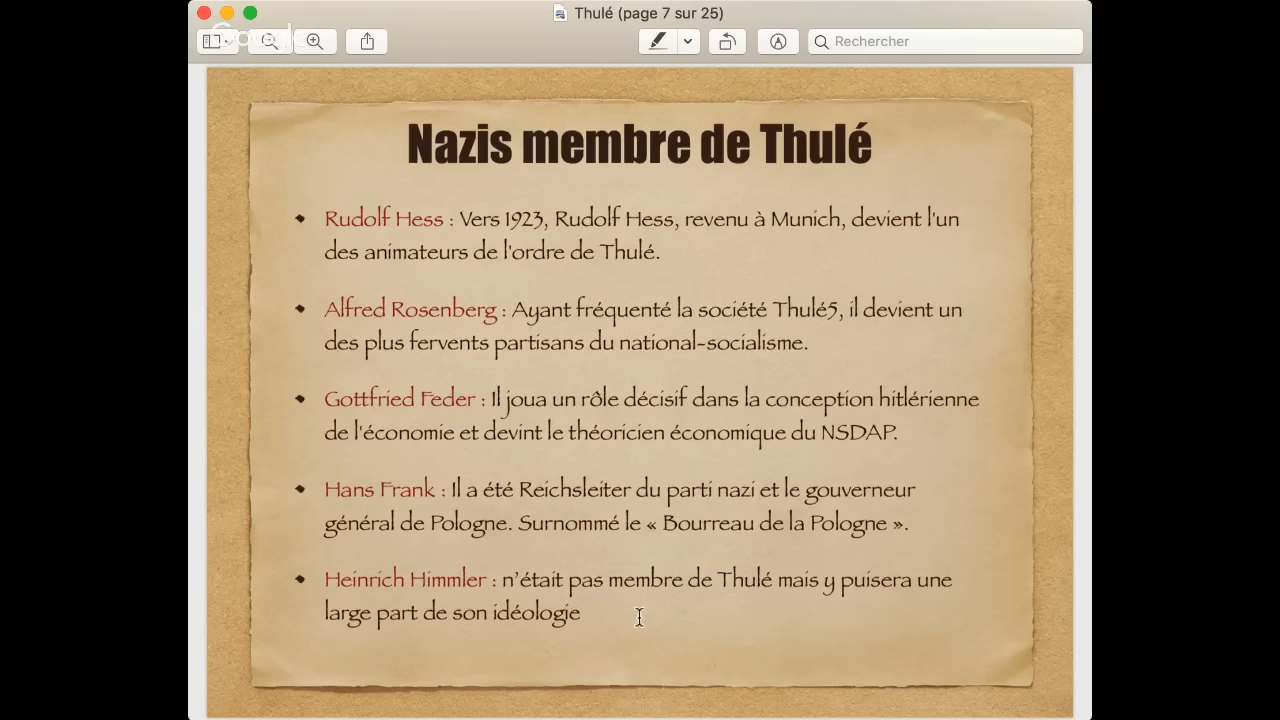 Thulé (page 7 sur 25)
Google
Rechercher
Nazis membre de Thulé
• Rudolf Hess : Vers 1923, Rudolf Hess, revenu à Munich, devient l'un
des animateurs de l'ordre de Thulé.
• Alfred Rosenberg : Ayant fréquenté la société Thulé5, il devient un
des plus fervents partisans du national-socialisme.
• Gottfried Feder : Il joua un rôle décisif dans la conception hitlérienne
de l'économie et devint le théoricien économique du NSDAP.
• Hans Frank : Il a été Reichsleiter du parti nazi et le gouverneur
général de Pologne. Surnommé le « Bourreau de la Pologne ».
• Heinrich Himmler : n’était pas membre de Thulé mais y puisera une
large part de son idéologie